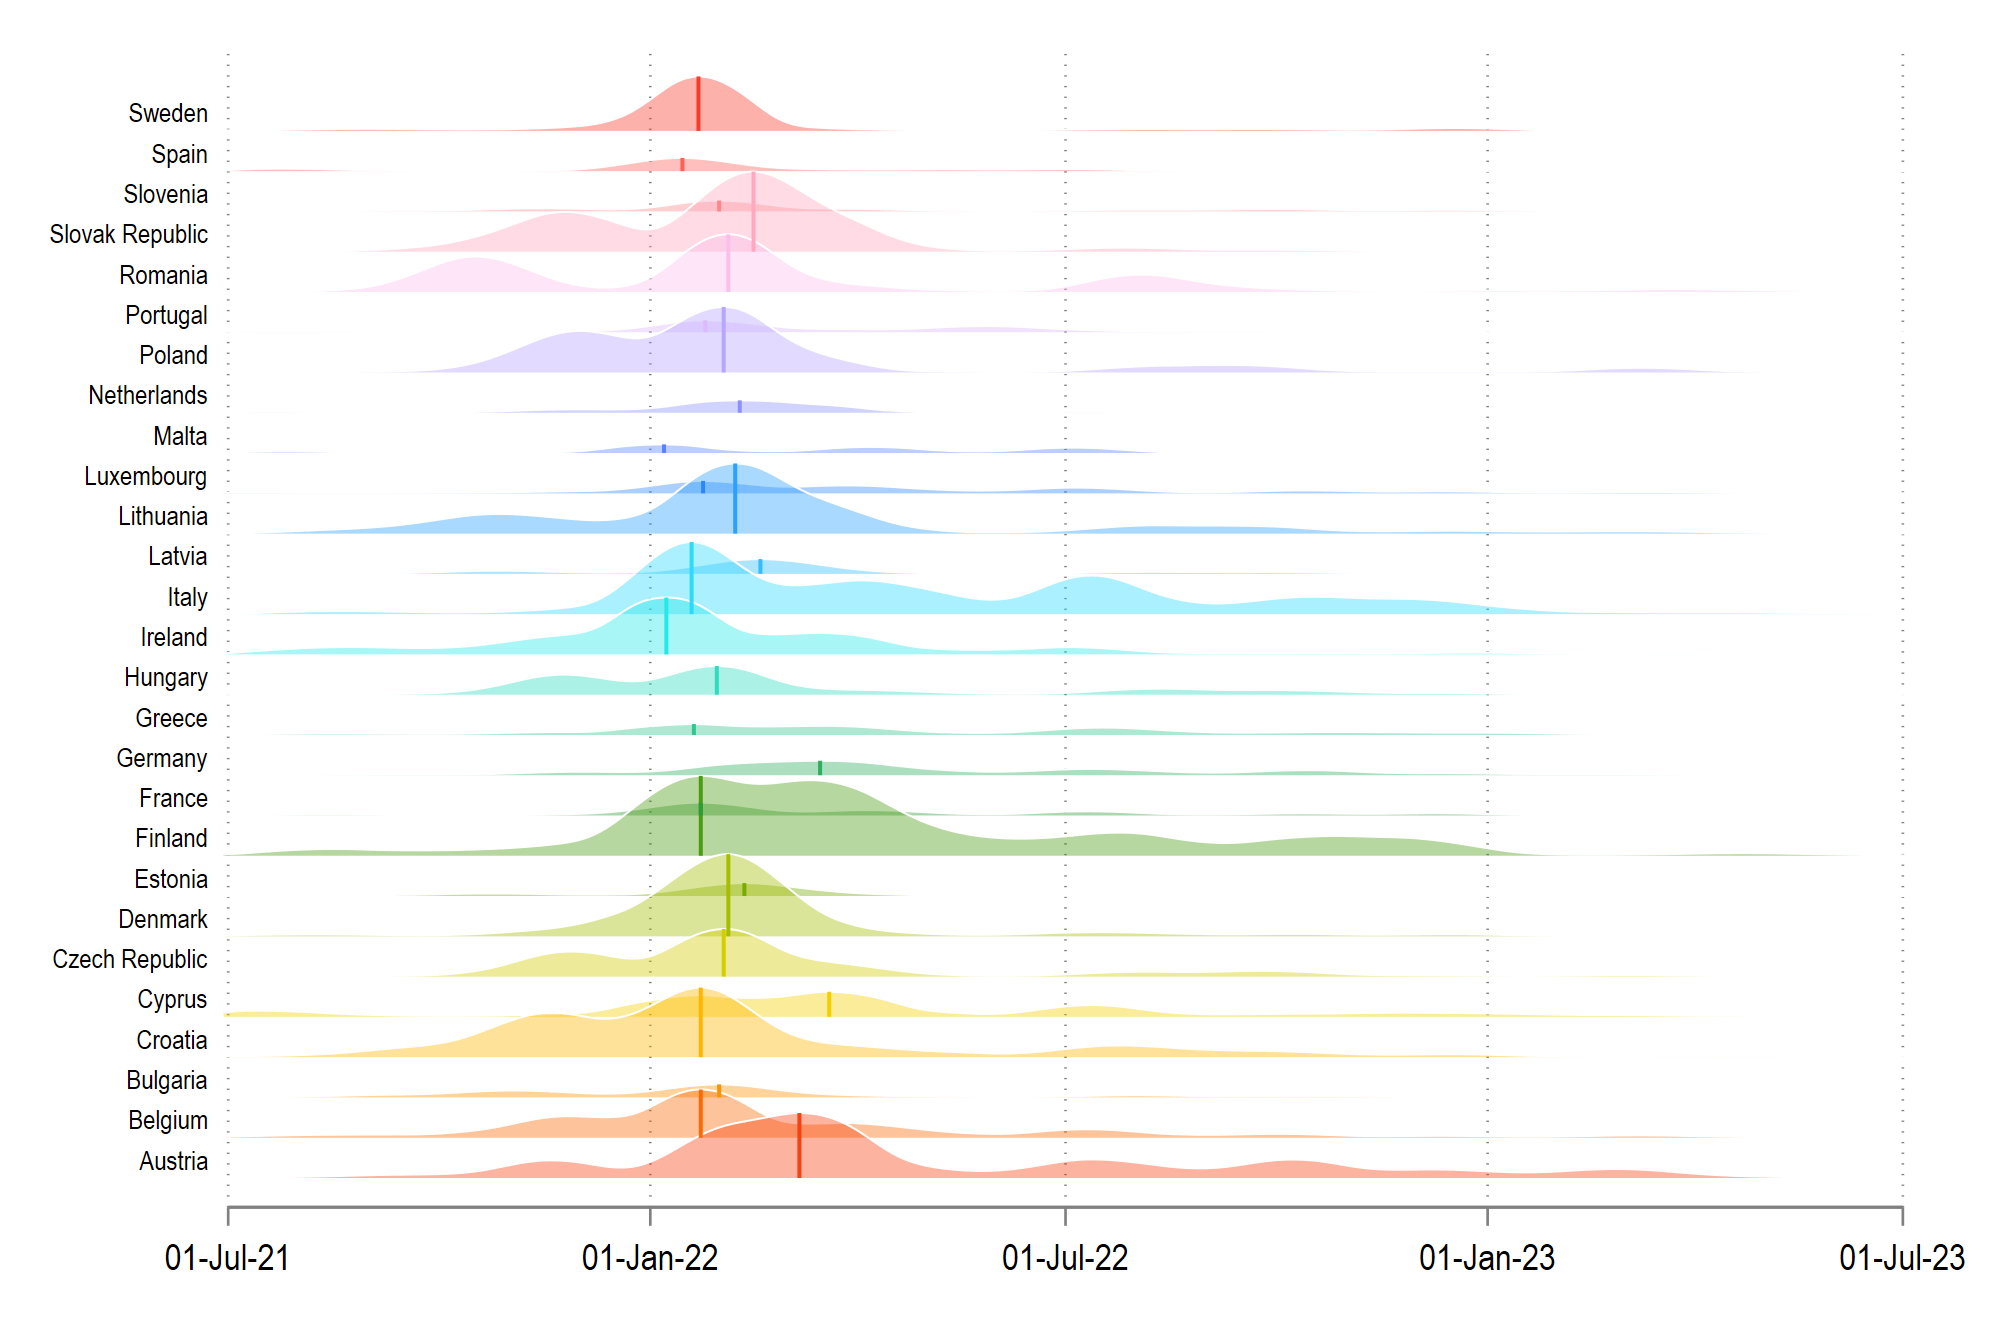 Sweden
Spain
Slovenia
Slovak Republic
Romania
Portugal
Poland
Netherlands
Malta
Luxembourg
Lithuania
Latvia
Italy
Ireland
Hungary
Greece
Germany
France
Finland
Estonia
Denmark
Czech Republic
Cyprus
Croatia
Bulgaria
Belgium
Austria
01-Jul-21 01-Jan-22 01-Jul-22 01-Jan-23 01-Jul-23